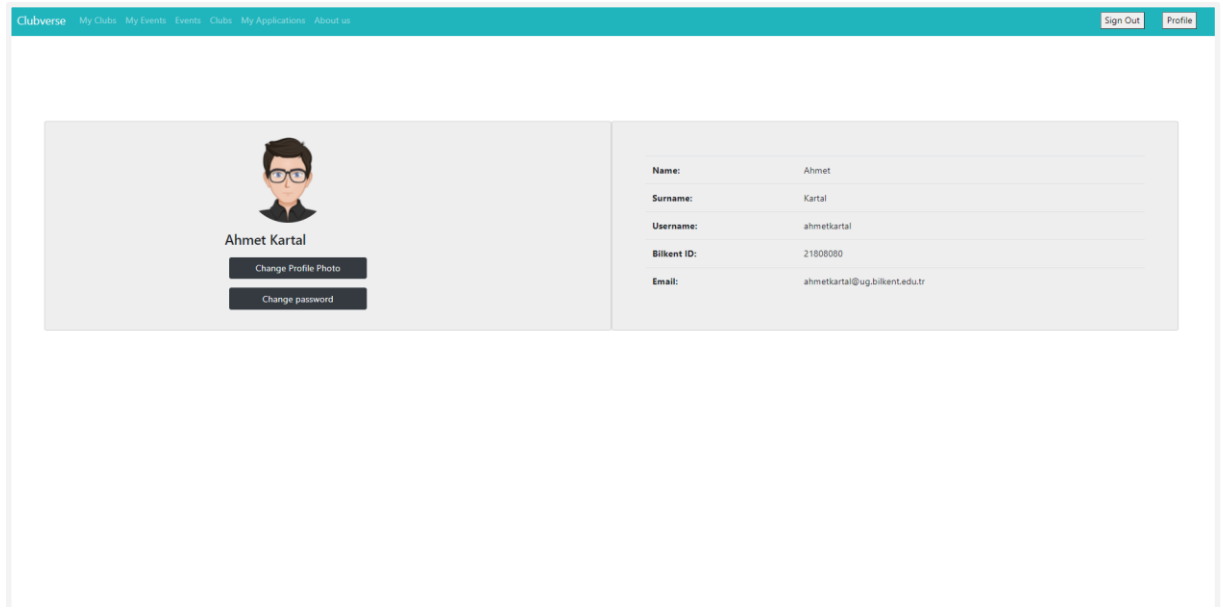 Clubverse My Clubs My Events Events Clubs My Applications About us Sign Out Profile
Ahmet Kartal
Change Profile Photo
Change password
Name: Ahmet
Surname: Kartal
Username: ahmetkartal
Bilkent ID: 21808080
Email: ahmetkartal@ug.bilkent.edu.tr